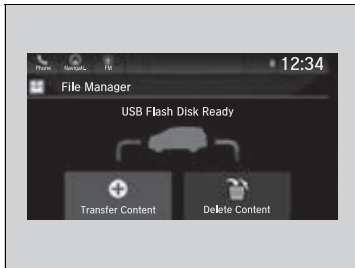 Phone Navigati.. FM 12:34
File Manager
USB Flash Disk Ready
Transfer Content Delete Content